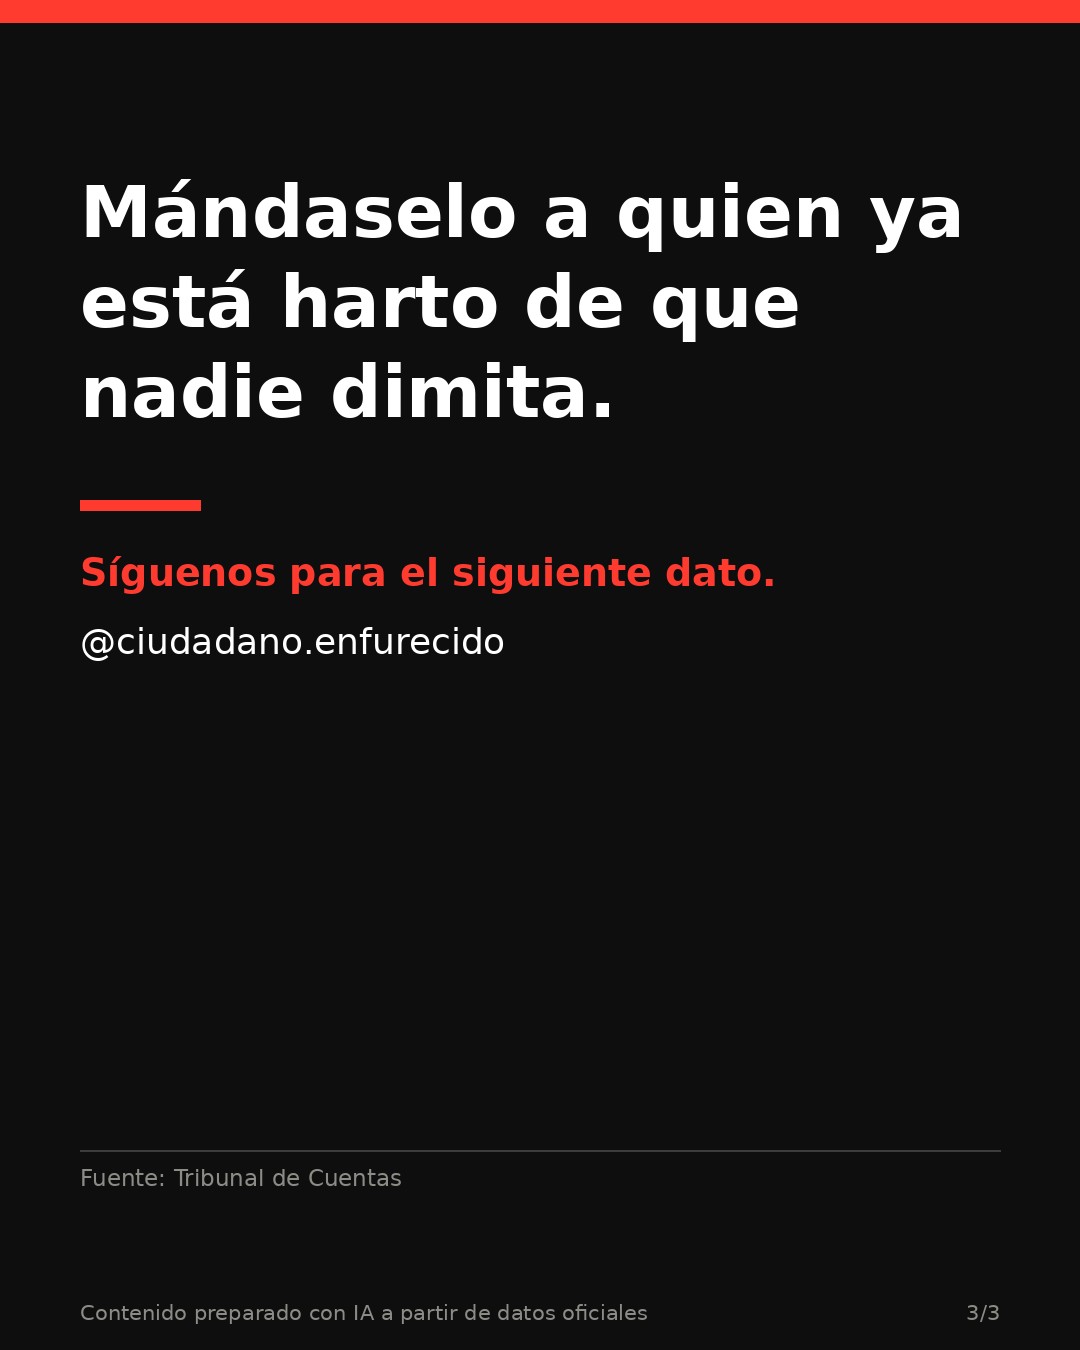 Mándaselo a quien ya
está harto de que
nadie dimita.
Síguenos para el siguiente dato.
@ciudadano.enfurecido
Fuente: Tribunal de Cuentas
Contenido preparado con IA a partir de datos oficiales
3/3